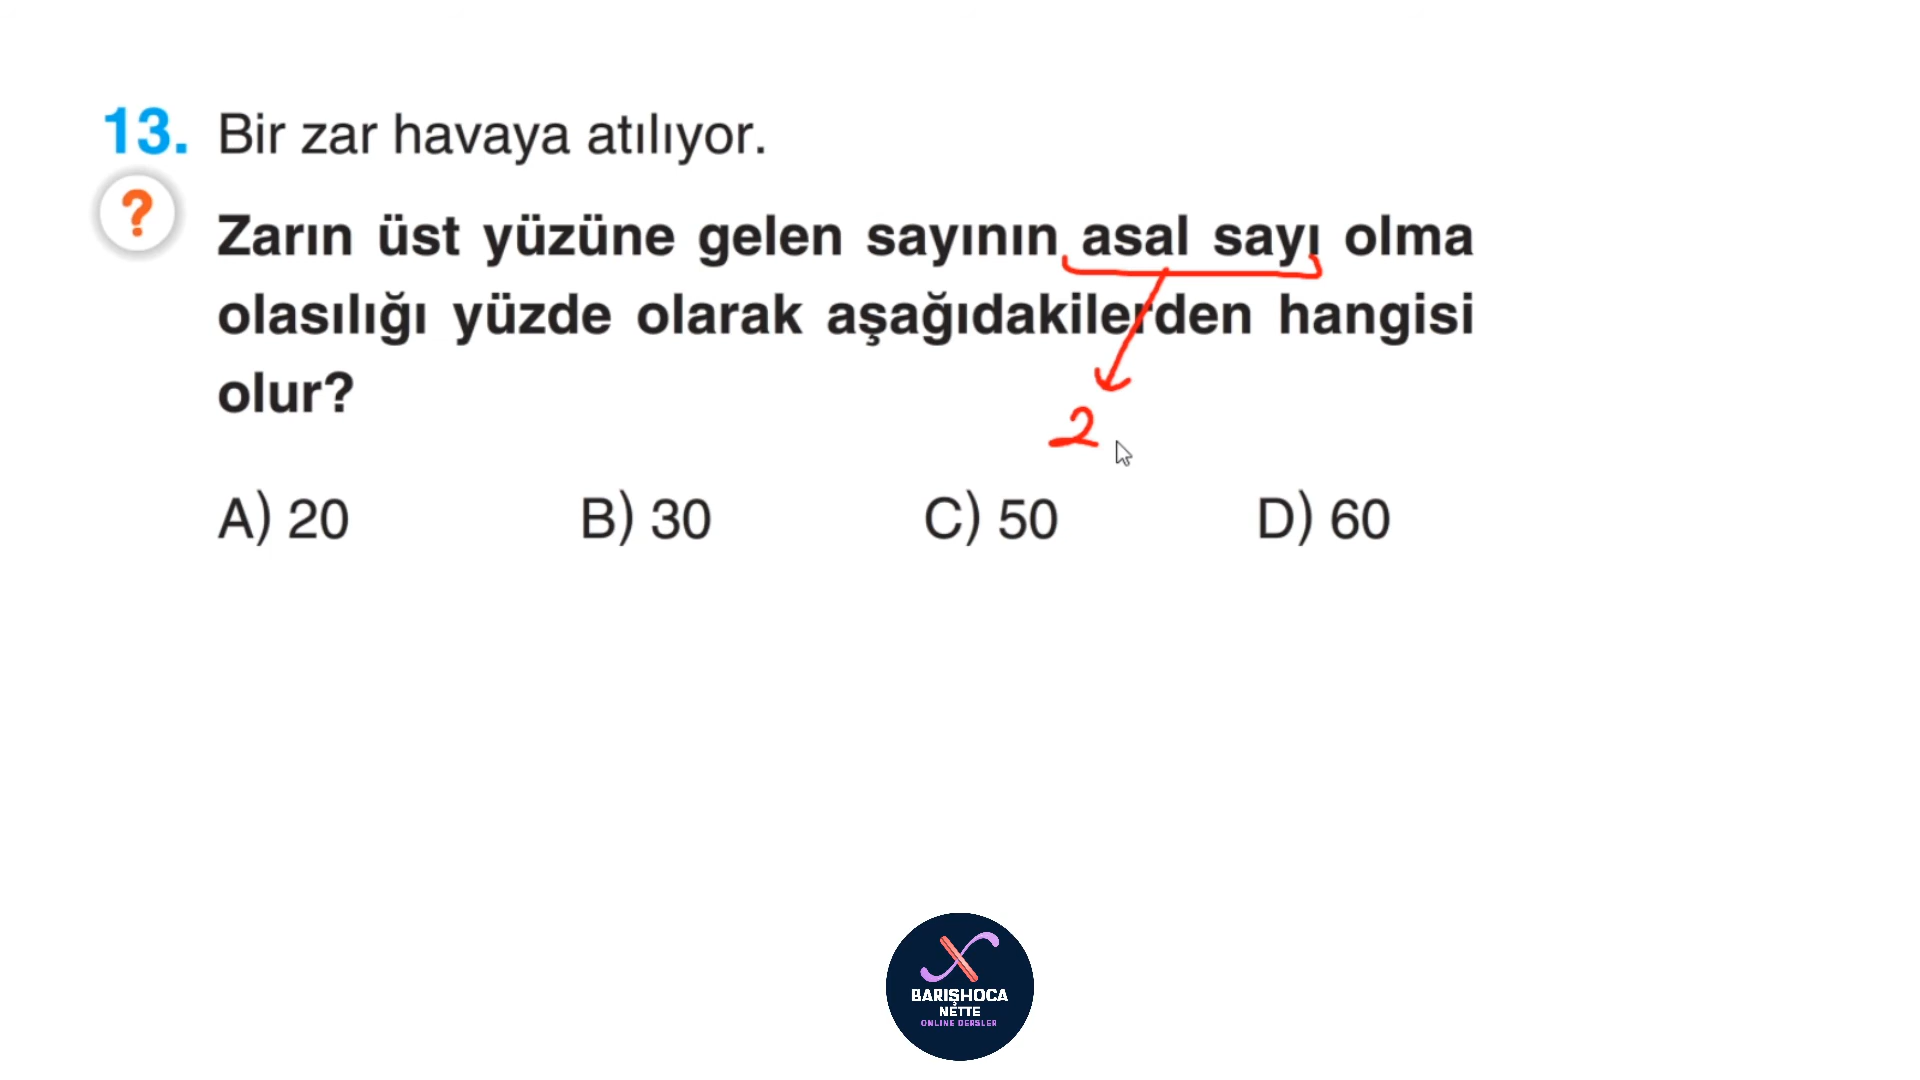 13. Bir zar havaya atılıyor.
?
Zarın üst yüzüne gelen sayının asal sayı olma
olasılığı yüzde olarak aşağıdakilerden hangisi
olur?
2
A) 20 B) 30 C) 50 D) 60
BARIŞHOCA
NETTE
ONLINE DERSLER